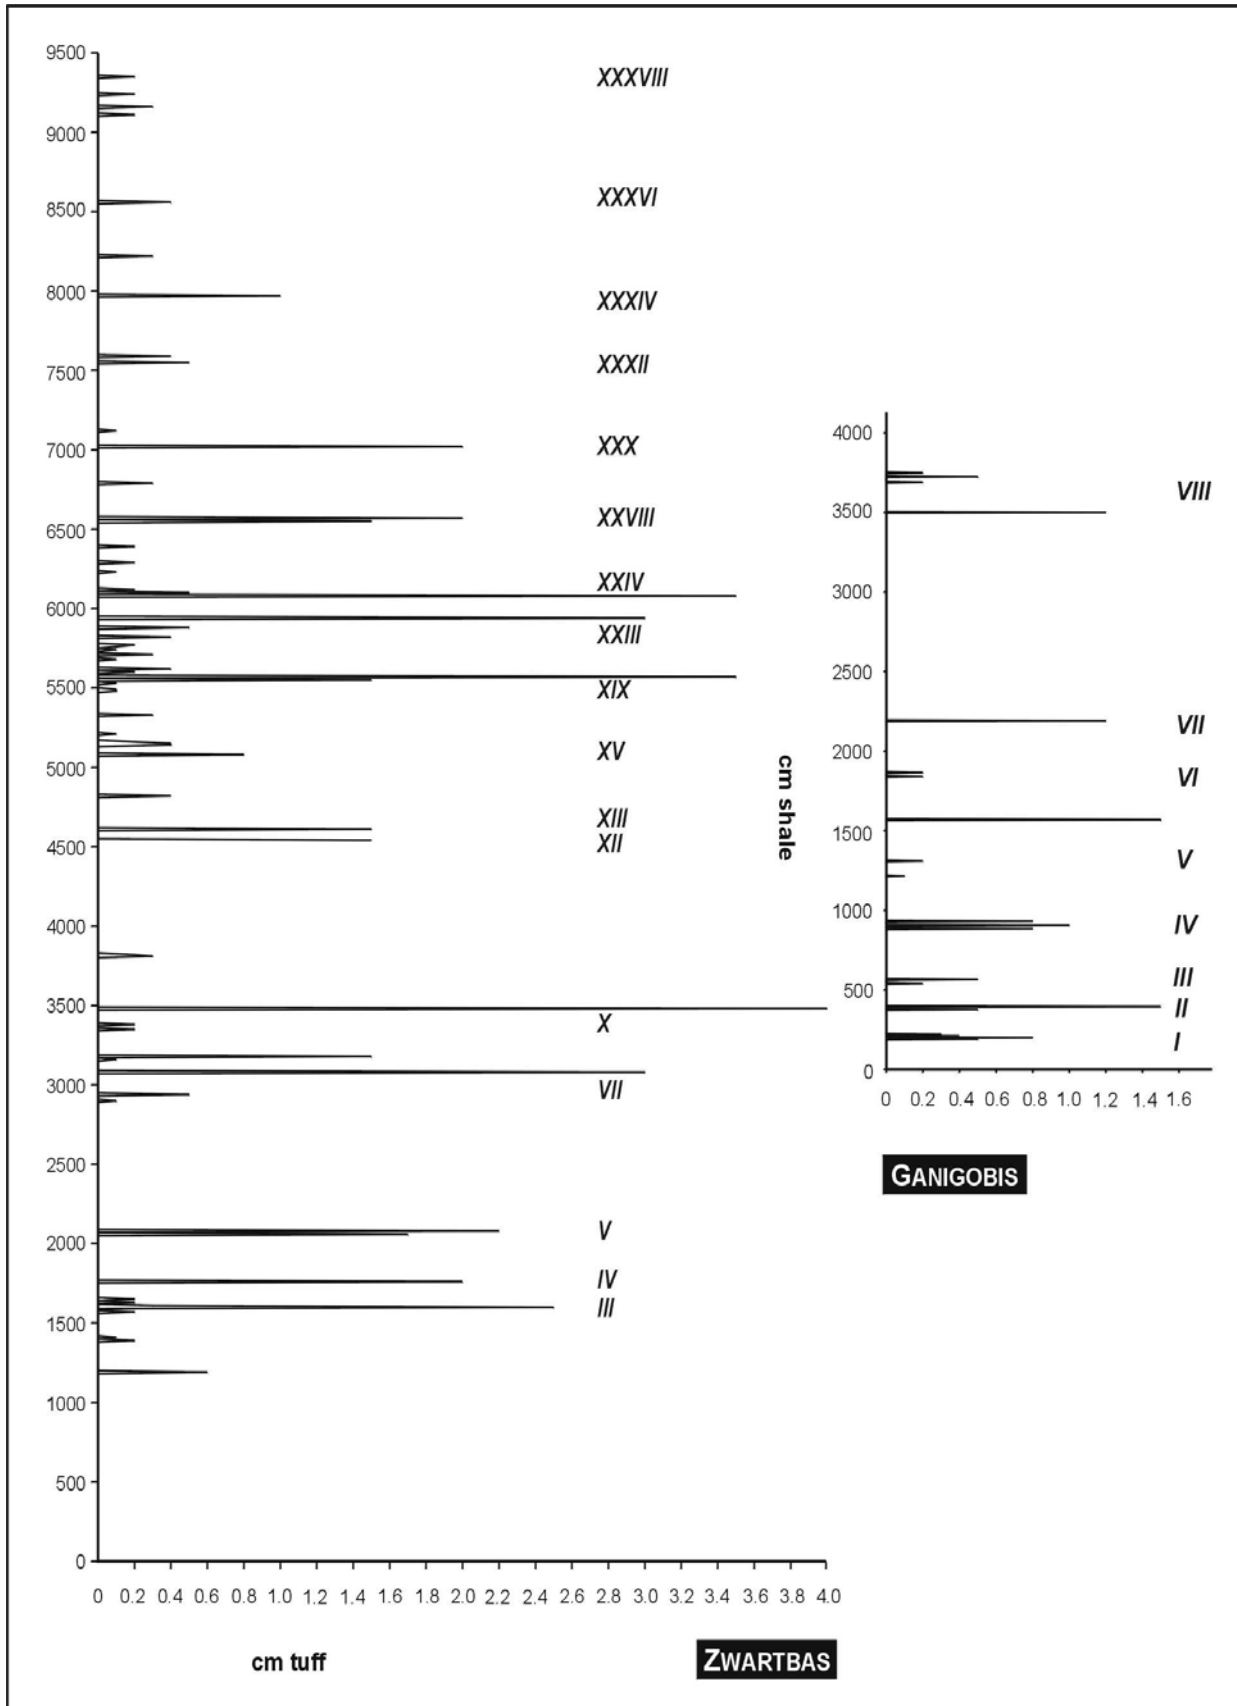 9500
XXXVIII
9000
XXXVI
8500
8000
XXXIV
7500
XXXII
7000
XXX
6500
XXVIII
XXIV
6000
XXIII
5500
XIX
XV
5000
XIII
XII
4500
4000
3500
X
3000
VII
2500
V
2000
IV
III
1500
1000
500
0
0 0.2 0.4 0.6 0.8 1.0 1.2 1.4 1.6 1.8 2.0 2.2 2.4 2.6 2.8 3.0 3.2 3.4 3.6 3.8 4.0
cm tuff
ZWARTBAS
cm shale
4000
VIII
3500
3000
2500
VII
2000
VI
1500
V
1000
IV
III
500
II
I
0
0 0.2 0.4 0.6 0.8 1.0 1.2 1.4 1.6
GANIGOBIS